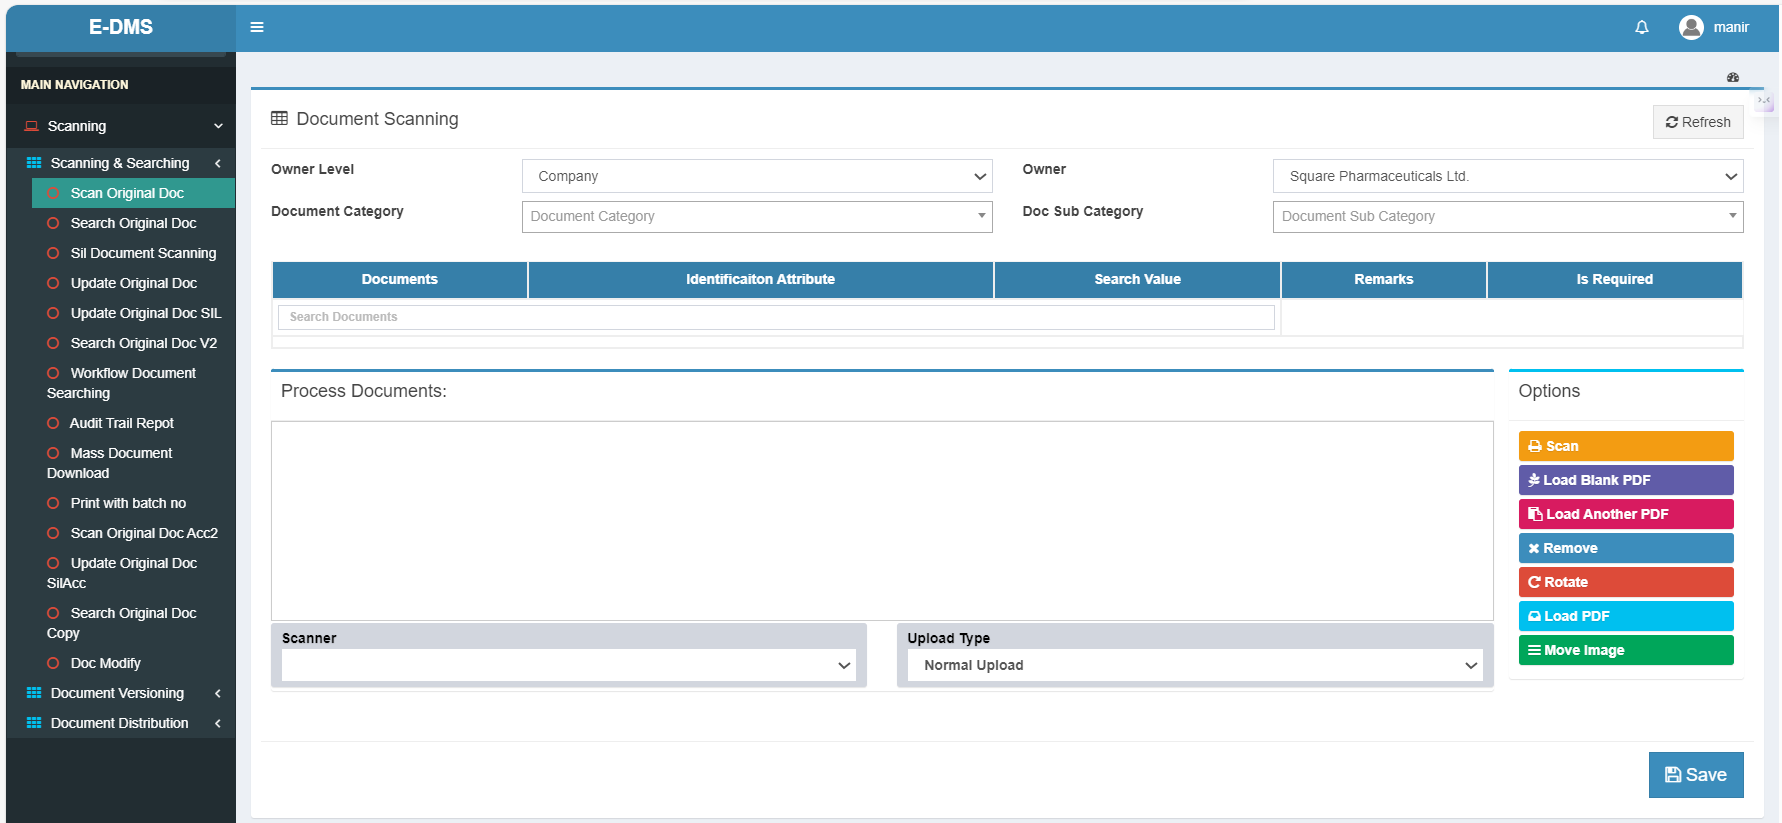 E-DMS
manir
MAIN NAVIGATION
Scanning
Scanning & Searching
Scan Original Doc
Search Original Doc
Sil Document Scanning
Update Original Doc
Update Original Doc SIL
Search Original Doc V2
Workflow Document
Searching
Audit Trail Repot
Mass Document
Download
Print with batch no
Scan Original Doc Acc2
Update Original Doc
SilAcc
Search Original Doc
Copy
Doc Modify
Document Versioning
Document Distribution
Document Scanning
Refresh
Owner Level
Company
Owner
Square Pharmaceuticals Ltd.
Document Category
Document Category
Doc Sub Category
Document Sub Category
Documents
Identificaiton Attribute
Search Value
Remarks
Is Required
Search Documents
Process Documents:
Options
Scan
Load Blank PDF
Load Another PDF
Remove
Rotate
Load PDF
Move Image
Scanner
Upload Type
Normal Upload
Save